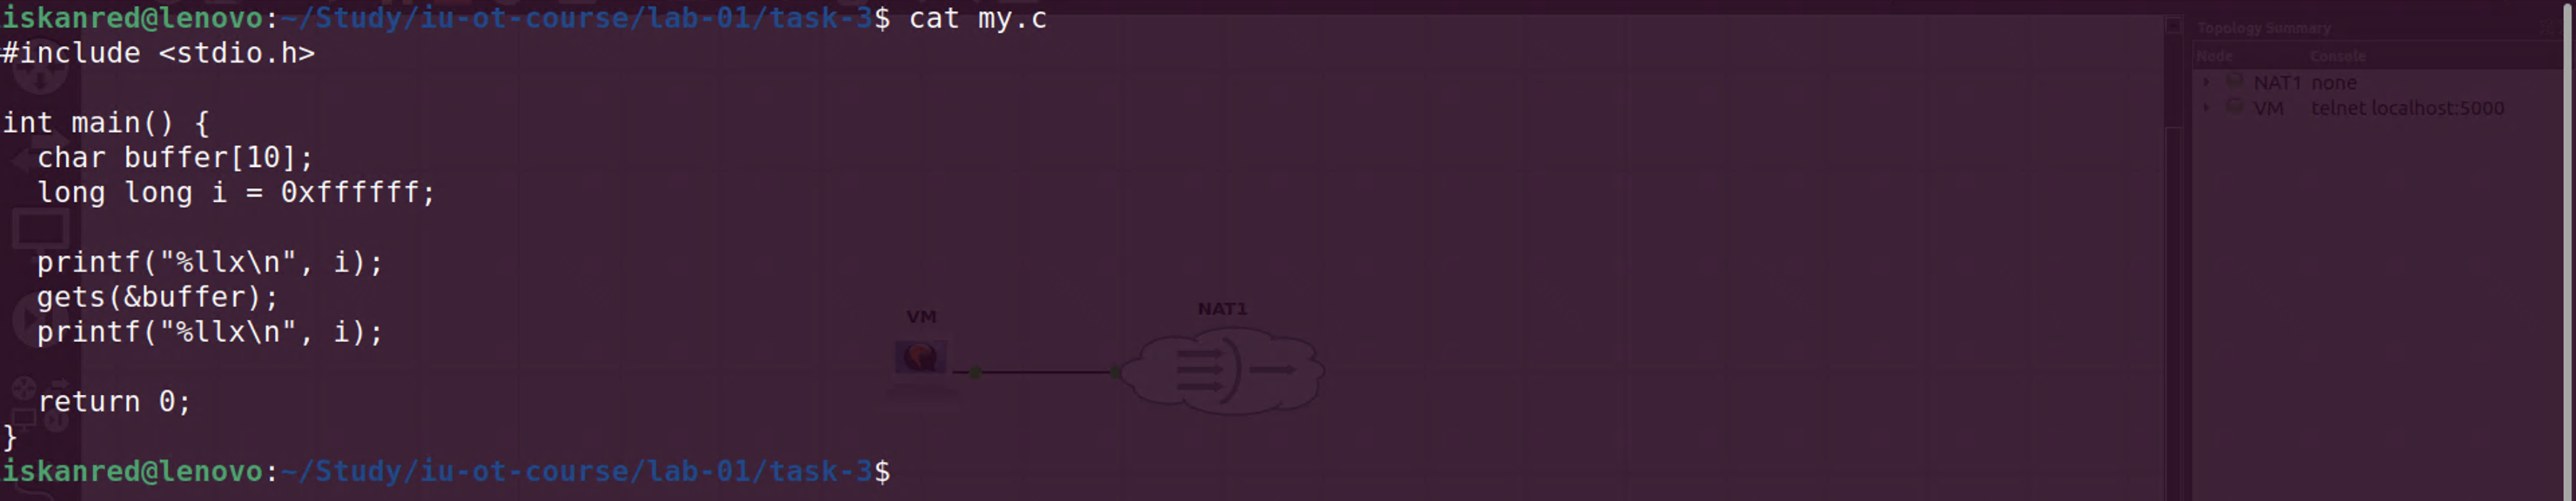 iskanred@lenovo:~/Study/iu-ot-course/lab-01/task-3$ cat my.c
#include <stdio.h>

int main() {
  char buffer[10];
  long long i = 0xffffff;

  printf("%llx\n", i);
  gets(&buffer);
  printf("%llx\n", i);

  return 0;
}
iskanred@lenovo:~/Study/iu-ot-course/lab-01/task-3$
Topology Summary
Node Console
NAT1 none
VM telnet localhost:5000
VM
NAT1